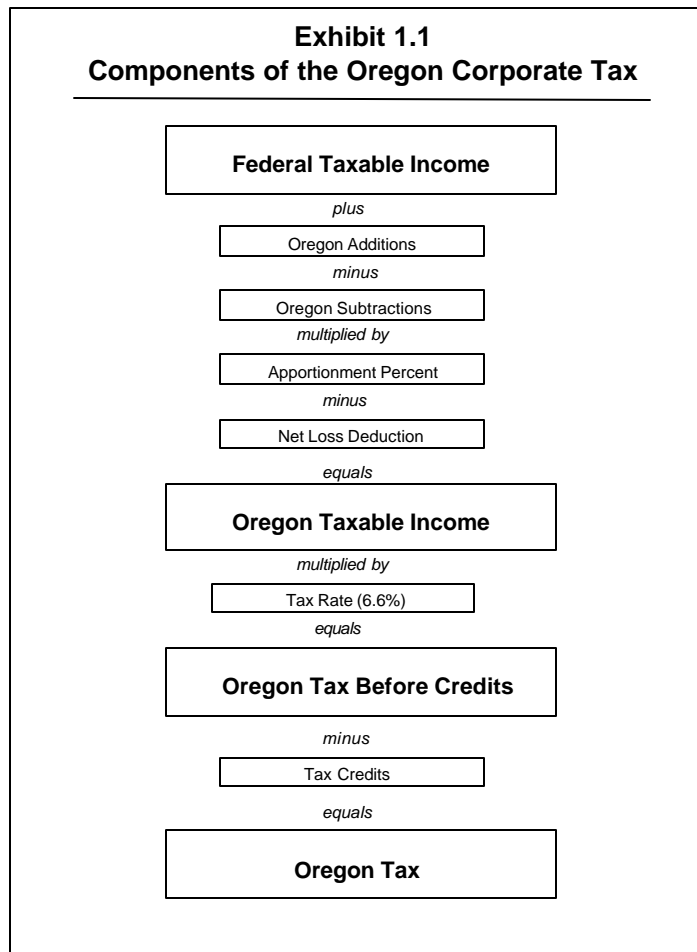 Exhibit 1.1
Components of the Oregon Corporate Tax
Federal Taxable Income
plus
Oregon Additions
minus
Oregon Subtractions
multiplied by
Apportionment Percent
minus
Net Loss Deduction
equals
Oregon Taxable Income
multiplied by
Tax Rate (6.6%)
equals
Oregon Tax Before Credits
minus
Tax Credits
equals
Oregon Tax